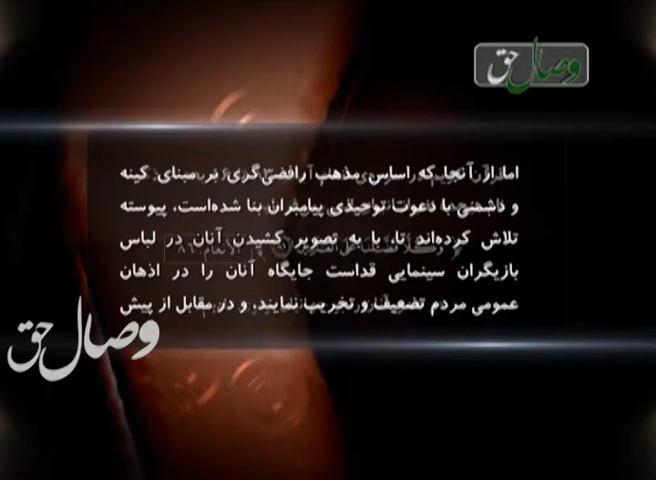 وصال حق
اما از آنجا که اساس مذهب رافضی‌گری بر مبنای کینه
و دشمنی با دعوت توحیدی پیامبران بنا شده‌است، پیوسته
تلاش کرده‌اند تا، با به تصویر کشیدن آنان در لباس
بازیگران سینمایی قداست جایگاه آنان را در اذهان
عمومی مردم تضعیف و تخریب نمایند، و در مقابل از پیش
وصال حق